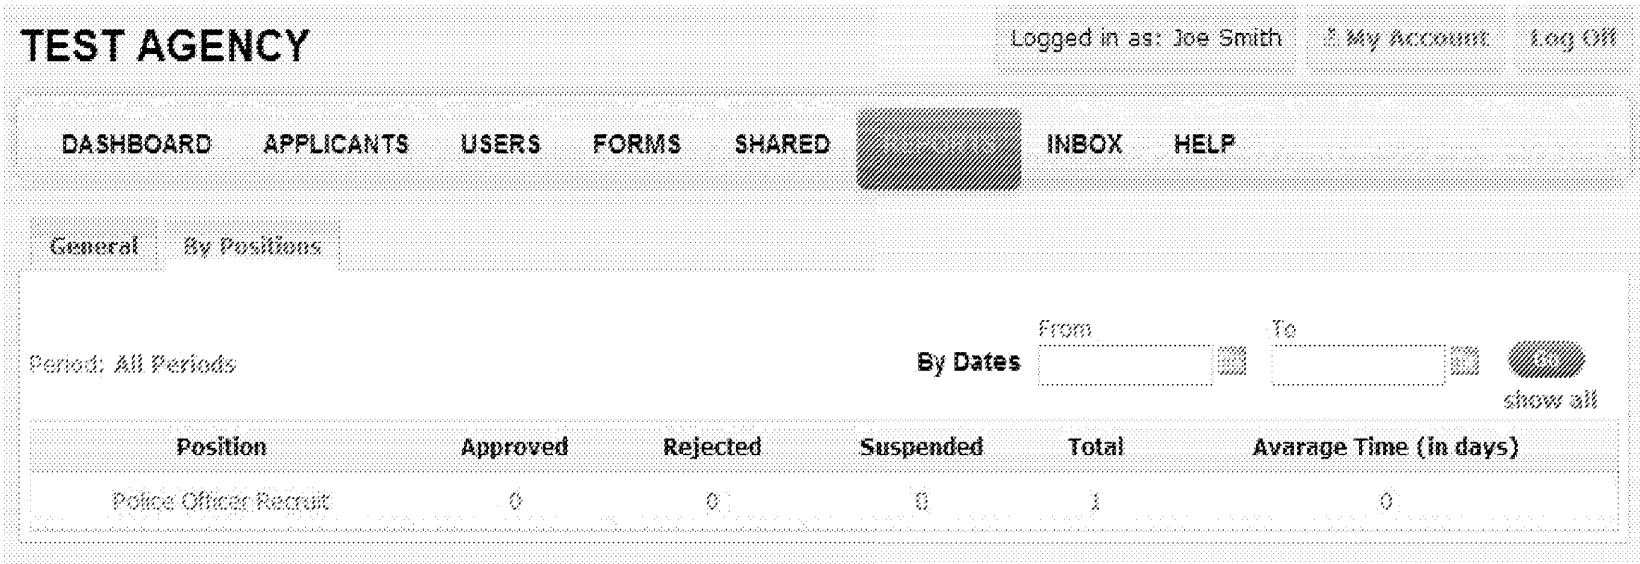 TEST AGENCY
Logged in as: Joe Smith My Account Log Off
DASHBOARD APPLICANTS USERS FORMS SHARED INBOX HELP
General By Positions
From To
Period: All Periods By Dates Go
show all
Position Approved Rejected Suspended Total Avarage Time (in days)
Police Officer Recruit 0 0 0 1 0